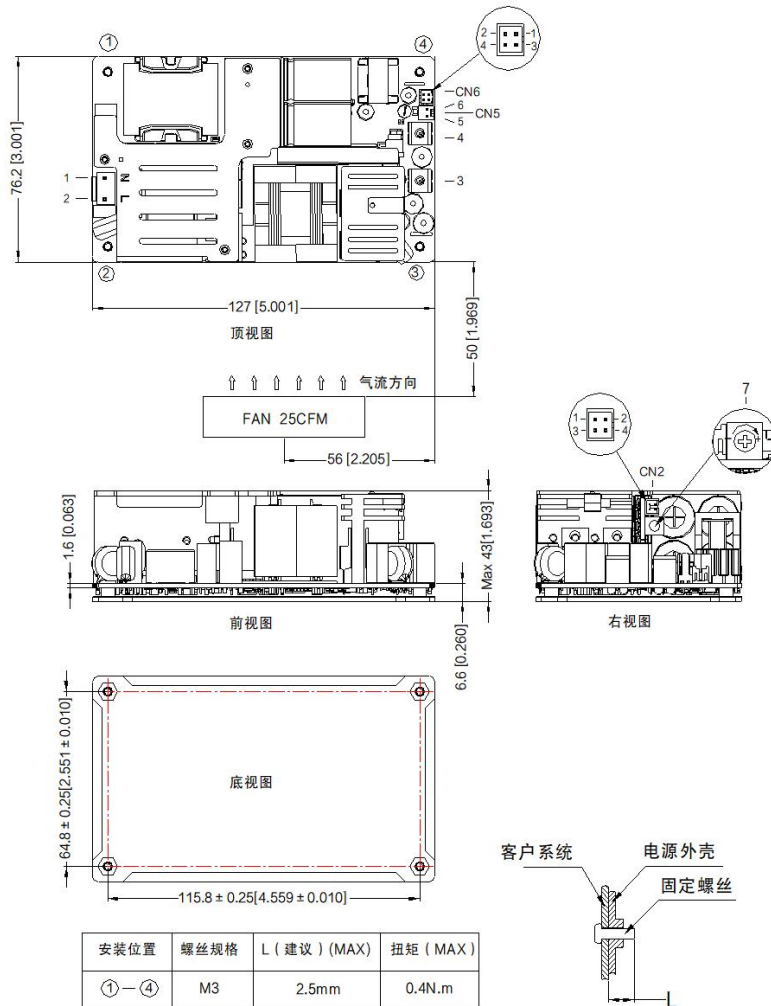 ① ④
2 1
4 3
CN6
6
CN5
5
4
3
1 N
2 L
② ③
76.2 [3.001]
127 [5.001]
顶视图
50 [1.969]
气流方向
FAN 25CFM
56 [2.205]
7
1 2
3 4
CN2
+
1.6 [0.063]
Max 43[1.693]
前视图
6.6 [0.260]
右视图
64.8 ± 0.25[2.551 ± 0.010]
底视图
115.8 ± 0.25[4.559 ± 0.010]
客户系统 电源外壳
固定螺丝
L
安装位置 螺丝规格 L(建议)(MAX) 扭矩(MAX)
①—④ M3 2.5mm 0.4N.m